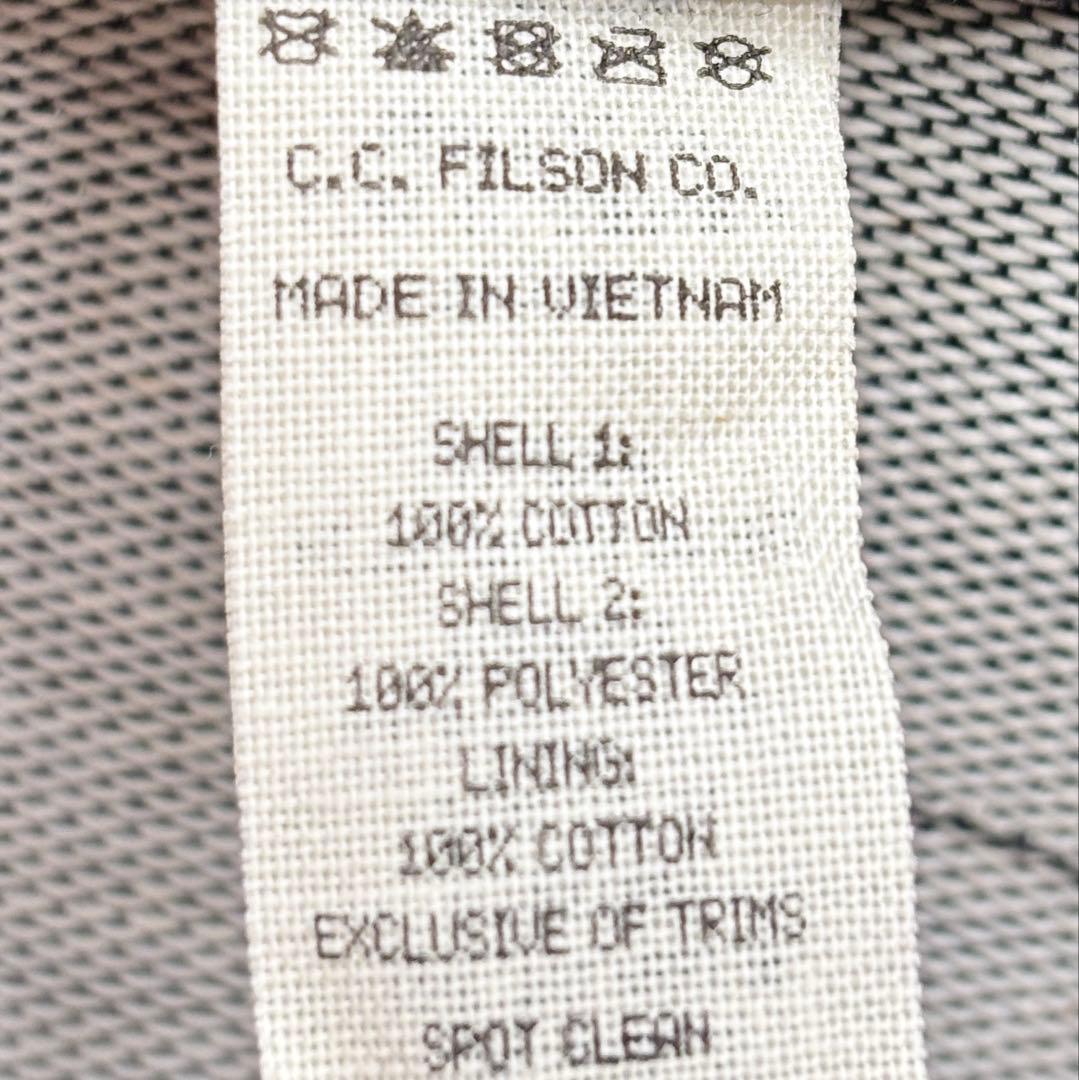 C.C. FILSON CO.
MADE IN VIETNAM
SHELL 1:
100% COTTON
SHELL 2:
100% POLYESTER
LINING:
100% COTTON
EXCLUSIVE OF TRIMS
SPOT CLEAN